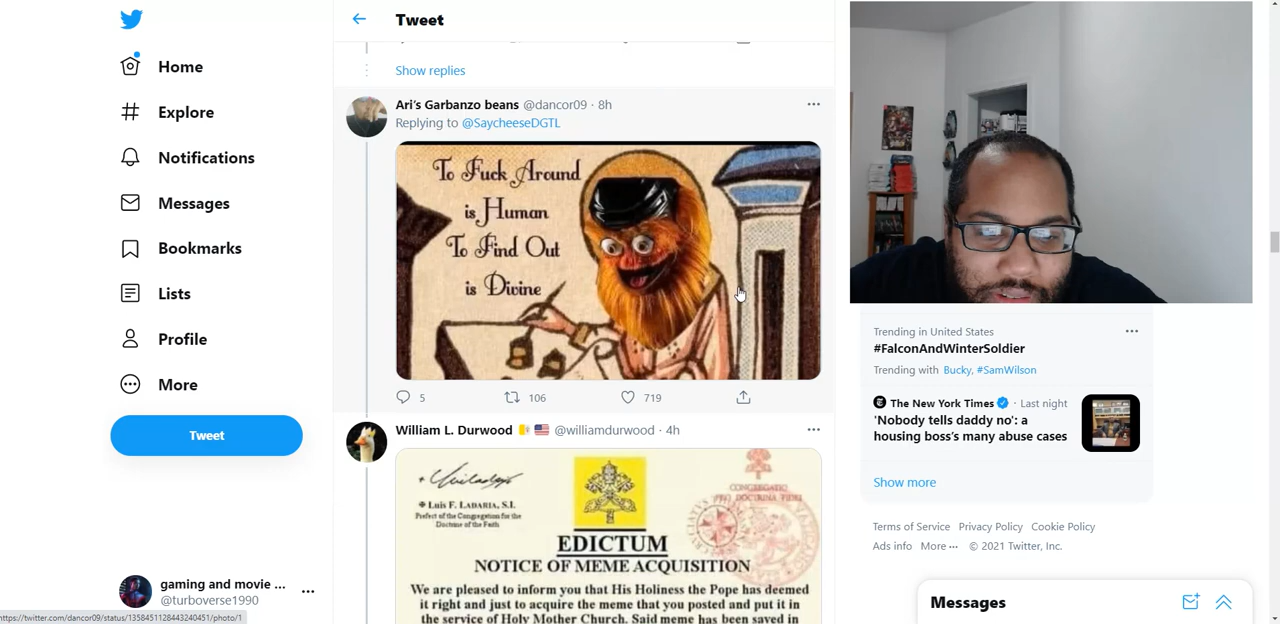 Tweet
Home
Explore
Notifications
Messages
Bookmarks
Lists
Profile
More
Tweet
gaming and movie ...
@turboverse1990
https://twitter.com/dancor09/status/1358451128443240451/photo/1
Show replies
Ari's Garbanzo beans @dancor09 · 8h
Replying to @SaycheeseDGTL
To Fuck Around
is Human
To Find Out
is Divine
5 106 719
William L. Durwood @williamdurwood · 4h
✠ Luis F. LADARIA, S.I.
Prefect of the Congregation for the
Doctrine of the Faith
CONGREGATIO
EDICTUM
NOTICE OF MEME ACQUISITION
We are pleased to inform you that His Holiness the Pope has deemed
it right and just to acquire the meme that you posted and put it in
the service of Holy Mother Church. Said meme has been saved in
Trending in United States
#FalconAndWinterSoldier
Trending with Bucky, #SamWilson
The New York Times · Last night
'Nobody tells daddy no': a
housing boss's many abuse cases
Show more
Terms of Service Privacy Policy Cookie Policy
Ads info More ··· © 2021 Twitter, Inc.
Messages